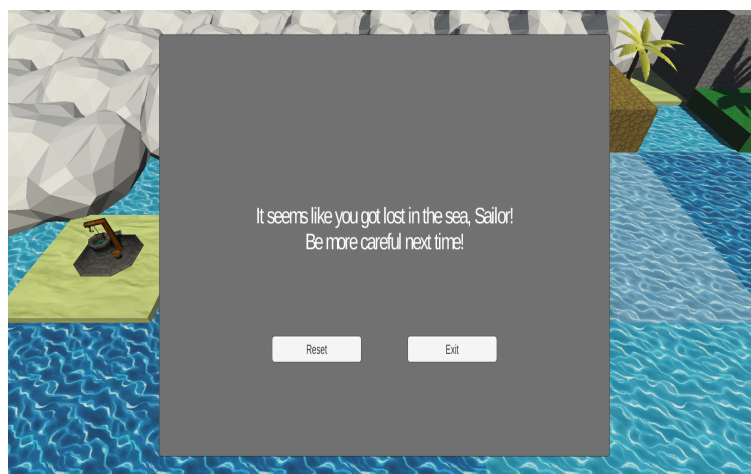 It seems like you got lost in the sea, Sailor!
Be more careful next time!
Reset Exit